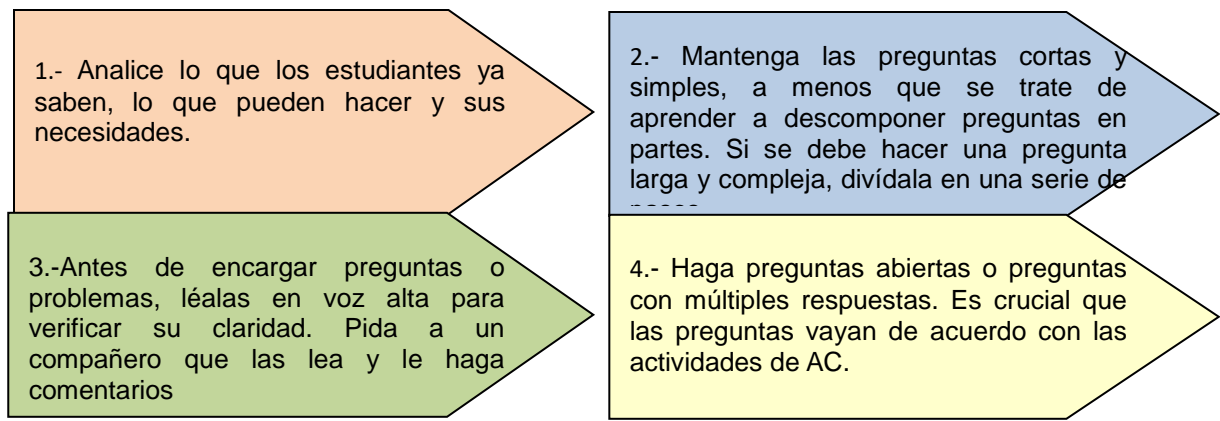 1.- Analice lo que los estudiantes ya
saben, lo que pueden hacer y sus
necesidades.
2.- Mantenga las preguntas cortas y
simples, a menos que se trate de
aprender a descomponer preguntas en
partes. Si se debe hacer una pregunta
larga y compleja, divídala en una serie de
3.-Antes de encargar preguntas o
problemas, léalas en voz alta para
verificar su claridad. Pida a un
compañero que las lea y le haga
comentarios
4.- Haga preguntas abiertas o preguntas
con múltiples respuestas. Es crucial que
las preguntas vayan de acuerdo con las
actividades de AC.